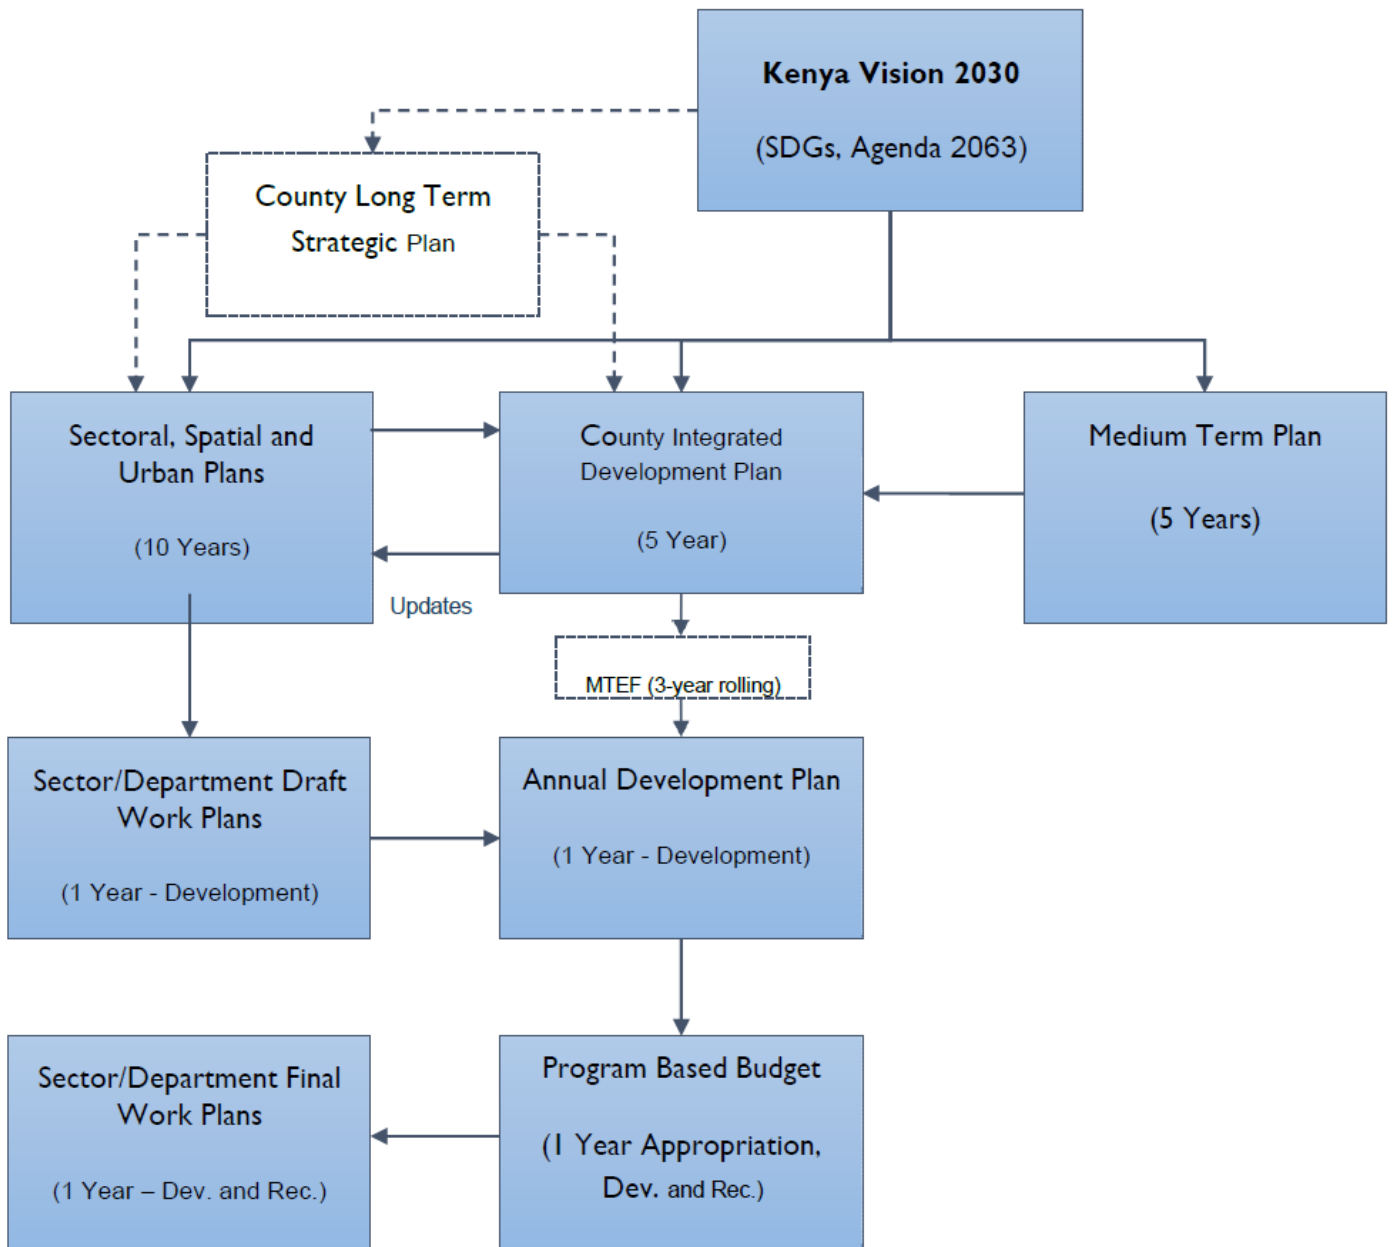 Kenya Vision 2030
(SDGs, Agenda 2063)
County Long Term
Strategic Plan
Sectoral, Spatial and
Urban Plans
(10 Years)
County Integrated
Development Plan
(5 Year)
Medium Term Plan
(5 Years)
Updates
MTEF (3-year rolling)
Sector/Department Draft
Work Plans
(1 Year - Development)
Annual Development Plan
(1 Year - Development)
Sector/Department Final
Work Plans
(1 Year – Dev. and Rec.)
Program Based Budget
(1 Year Appropriation,
Dev. and Rec.)